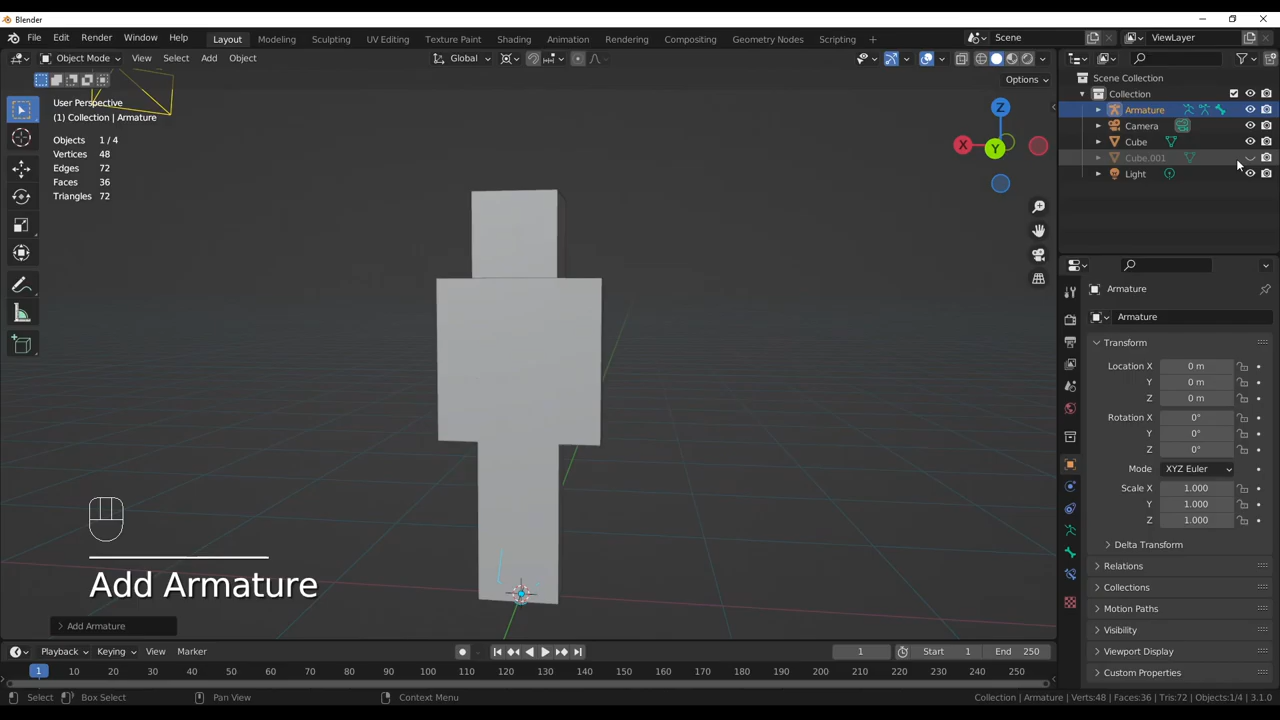 Blender
File Edit Render Window Help Layout Modeling Sculpting UV Editing Texture Paint Shading Animation Rendering Compositing Geometry Nodes Scripting Scene ViewLayer
Object Mode View Select Add Object Global
Options
User Perspective
(1) Collection | Armature
Objects 1 / 4
Vertices 48
Edges 72
Faces 36
Triangles 72
Z
X
Y
Scene Collection
Collection
Armature
Camera
Cube
Cube.001
Light
Armature
Armature
Transform
Location X 0 m
Y 0 m
Z 0 m
Rotation X 0°
Y 0°
Z 0°
Mode XYZ Euler
Scale X 1.000
Y 1.000
Z 1.000
Delta Transform
Relations
Collections
Motion Paths
Visibility
Viewport Display
Custom Properties
Add Armature
Add Armature
Playback Keying View Marker 1 Start 1 End 250
1 10 20 30 40 50 60 70 80 90 100 110 120 130 140 150 160 170 180 190 200 210 220 230 240 250
Select Box Select Pan View Context Menu Collection | Armature | Verts:48 | Faces:36 | Tris:72 | Objects:1/4 | 3.1.0